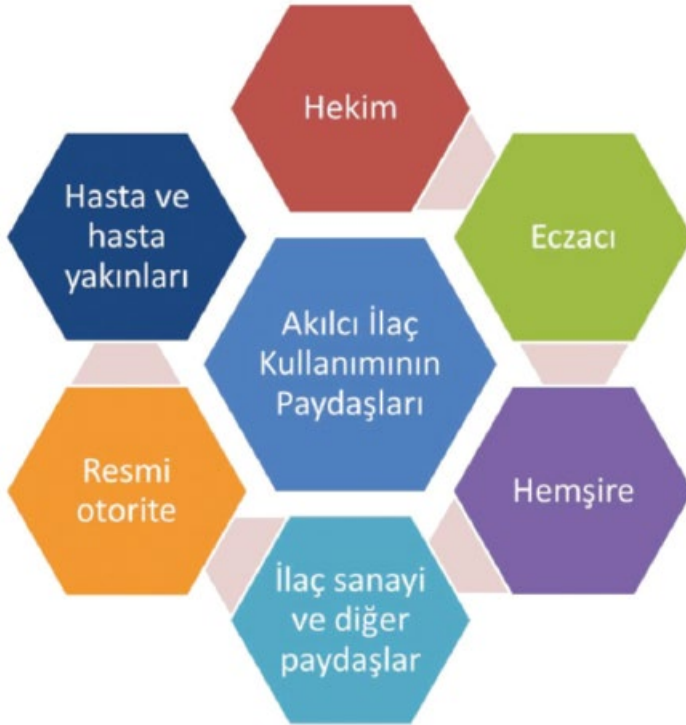 Hekim
Eczacı
Hemşire
İlaç sanayi
ve diğer
paydaşlar
Resmi
otorite
Hasta ve
hasta
yakınları
Akılcı İlaç
Kullanımının
Paydaşları